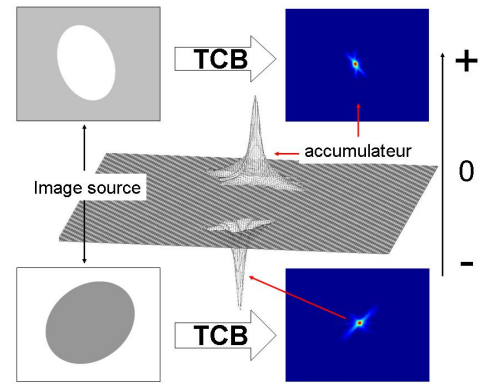 TCB
+
accumulateur
Image source
0
-
TCB